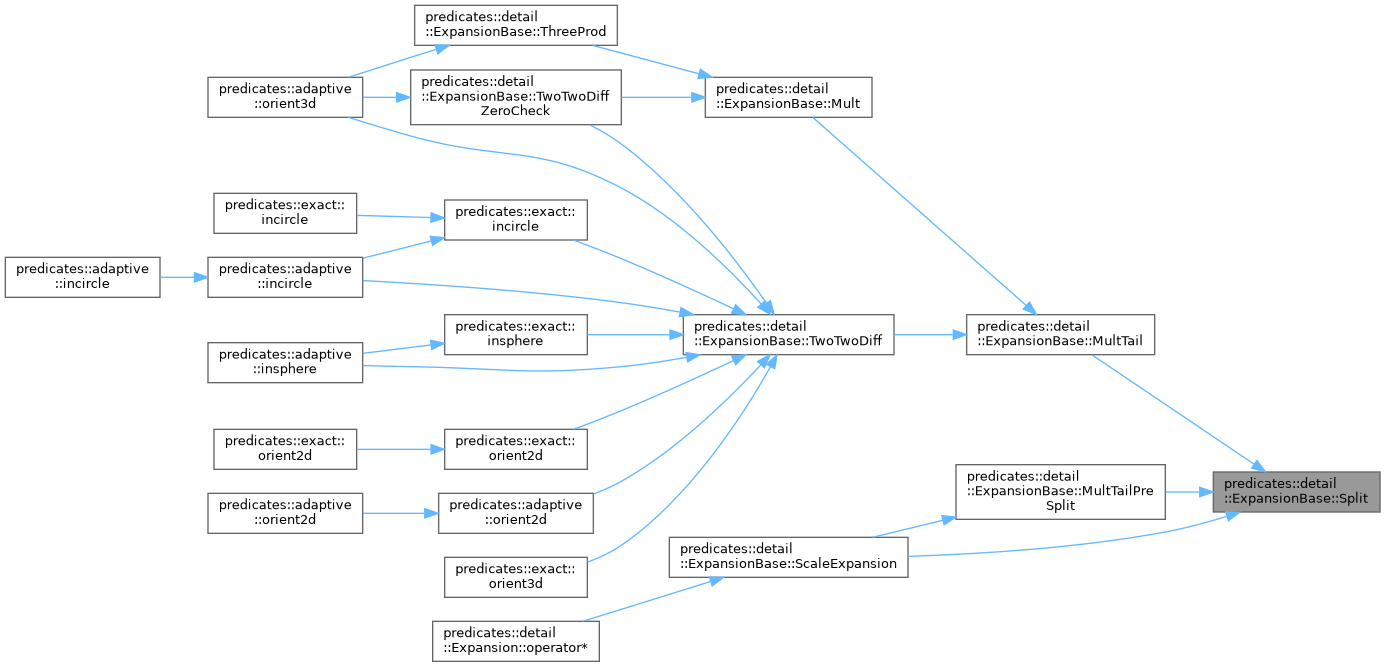 predicates::detail
::ExpansionBase::ThreeProd
predicates::adaptive
::orient3d
predicates::detail
::ExpansionBase::TwoTwoDiff
ZeroCheck
predicates::detail
::ExpansionBase::Mult
predicates::exact::
incircle
predicates::exact::
incircle
predicates::adaptive
::incircle
predicates::adaptive
::incircle
predicates::exact::
insphere
predicates::detail
::ExpansionBase::TwoTwoDiff
predicates::detail
::ExpansionBase::MultTail
predicates::adaptive
::insphere
predicates::exact::
orient2d
predicates::exact::
orient2d
predicates::detail
::ExpansionBase::MultTailPre
Split
predicates::detail
::ExpansionBase::Split
predicates::adaptive
::orient2d
predicates::adaptive
::orient2d
predicates::detail
::ExpansionBase::ScaleExpansion
predicates::exact::
orient3d
predicates::detail
::Expansion::operator*